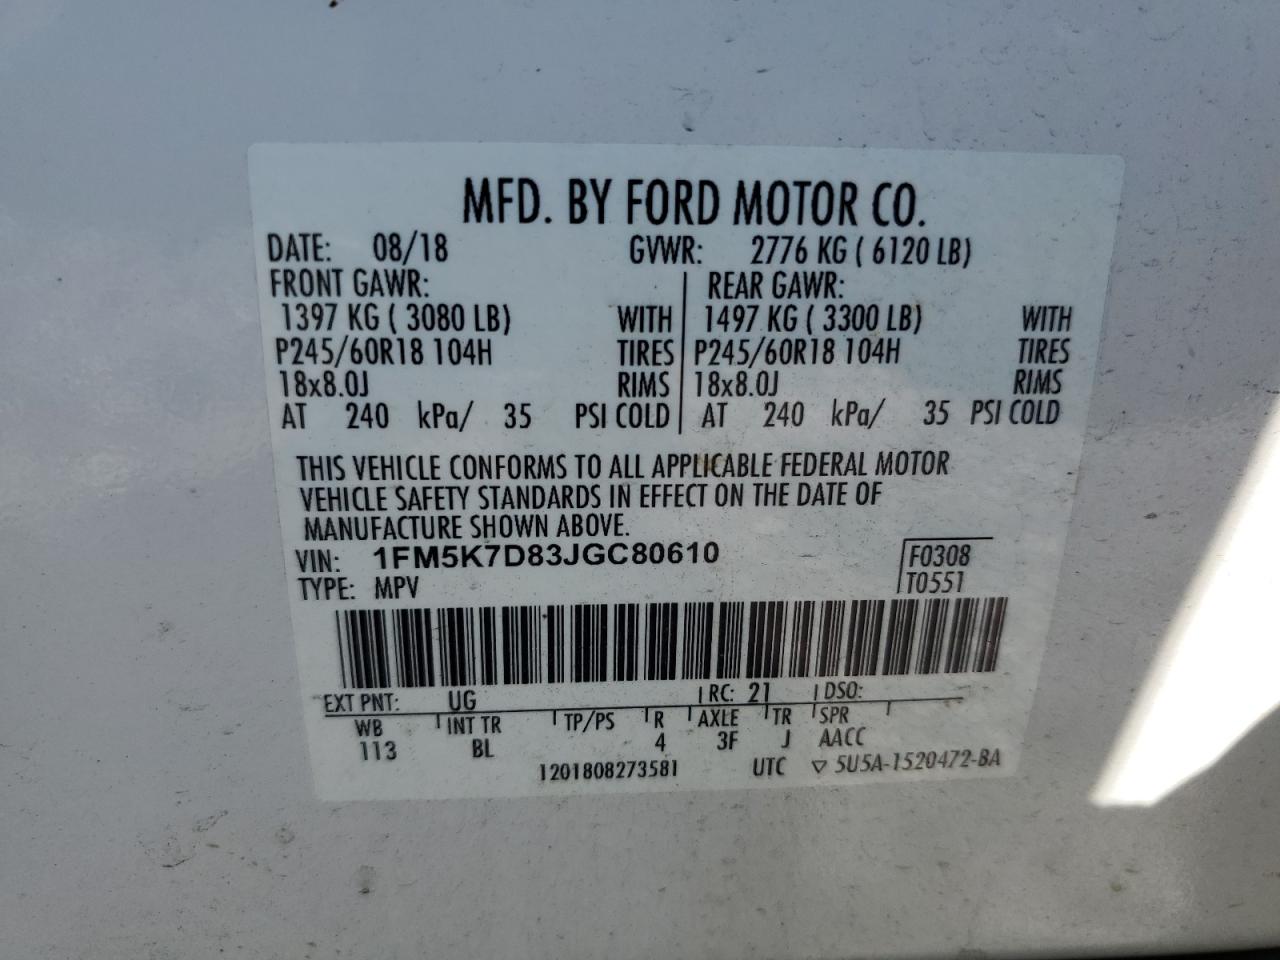 MFD. BY FORD MOTOR CO.
DATE: 08/18 GVWR: 2776 KG ( 6120 LB)
FRONT GAWR: REAR GAWR:
1397 KG ( 3080 LB) WITH 1497 KG ( 3300 LB) WITH
P245/60R18 104H TIRES P245/60R18 104H TIRES
18x8.0J RIMS 18x8.0J RIMS
AT 240 kPa/ 35 PSI COLD AT 240 kPa/ 35 PSI COLD
THIS VEHICLE CONFORMS TO ALL APPLICABLE FEDERAL MOTOR
VEHICLE SAFETY STANDARDS IN EFFECT ON THE DATE OF
MANUFACTURE SHOWN ABOVE.
VIN: 1FM5K7D83JGC80610 F0308
TYPE: MPV T0551
EXT PNT: UG RC: 21 DSO:
WB INT TR TP/PS R AXLE TR SPR
113 BL 4 3F J AACC
1201808273581 UTC ▽ 5U5A-1520472-BA